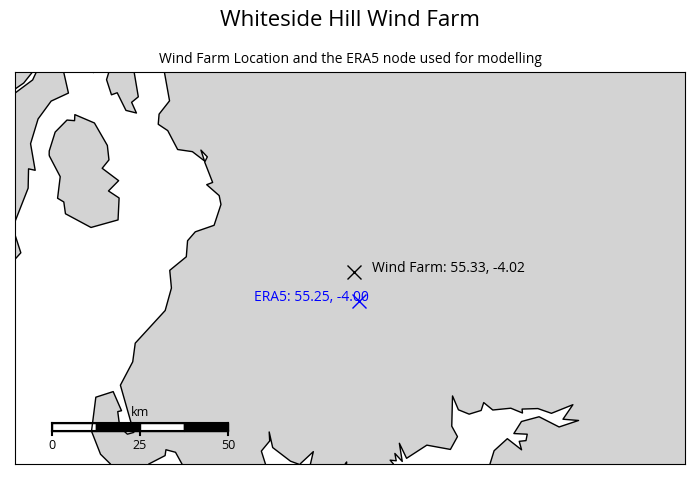 Whiteside Hill Wind Farm
Wind Farm Location and the ERA5 node used for modelling
Wind Farm: 55.33, -4.02
ERA5: 55.25, -4.00
km
0 25 50